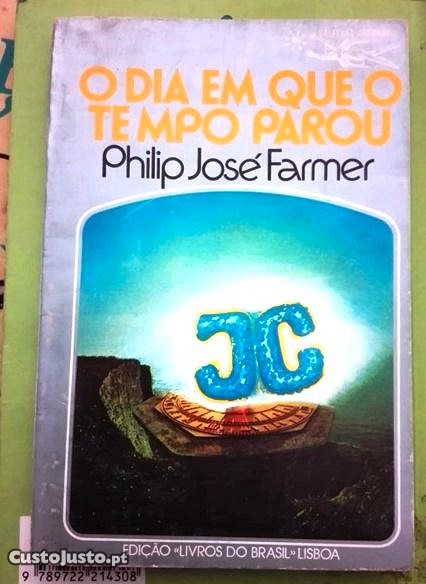 O DIA EM QUE O
TEMPO PAROU
Philip José Farmer
JC
EDIÇÃO «LIVROS DO BRASIL» LISBOA
CustoJusto.pt
9 789722 214308